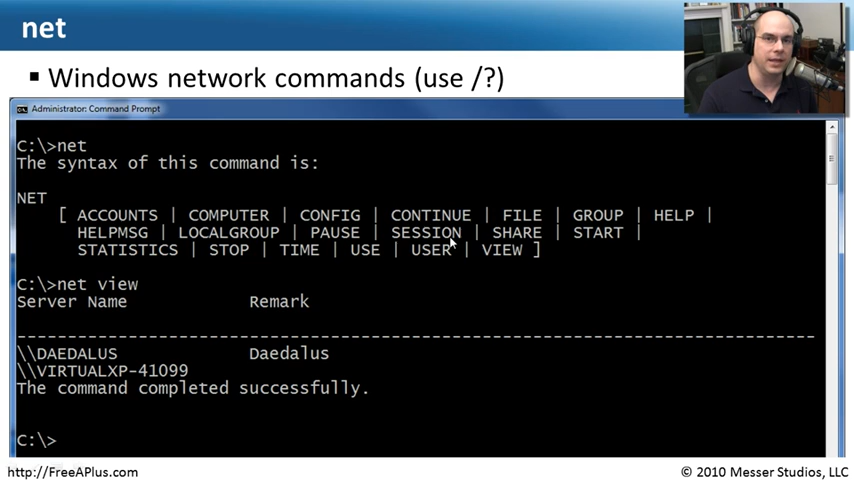 net
▪ Windows network commands (use /?)
Administrator: Command Prompt
C:\>net
The syntax of this command is:
NET
[ ACCOUNTS | COMPUTER | CONFIG | CONTINUE | FILE | GROUP | HELP |
HELPMSG | LOCALGROUP | PAUSE | SESSION | SHARE | START |
STATISTICS | STOP | TIME | USE | USER | VIEW ]
C:\>net view
Server Name Remark
-------------------------------------------------------------------------------
\\DAEDALUS Daedalus
\\VIRTUALXP-41099
The command completed successfully.
C:\>
http://FreeAPlus.com
© 2010 Messer Studios, LLC